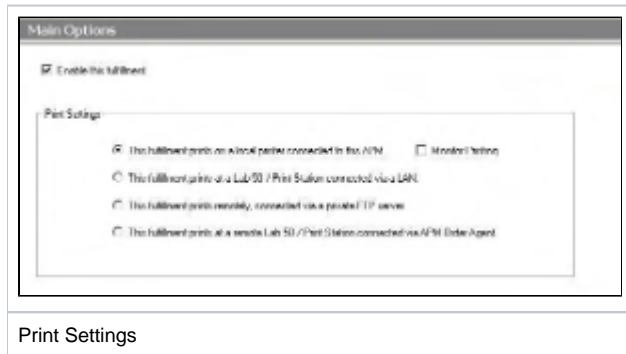 Main Options
Enable this fulfillment
Print Settings
This fulfillment prints on a local printer connected to this APM. Monitor Printing
This fulfillment prints at a Lab 50 / Print Station connected via a LAN.
This fulfillment prints remotely, connected via a private FTP server.
This fulfillment prints at a remote Lab 50 / Print Station connected via APM Order Agent.
Print Settings